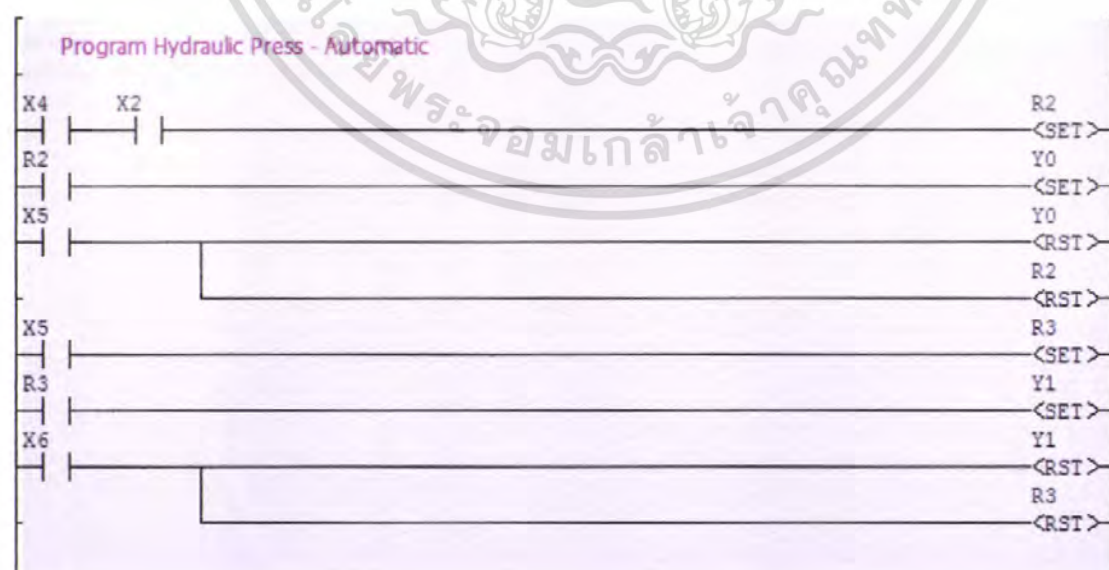 Program Hydraulic Press - Automatic
X4 X2 R2
<SET>
R2 Y0
<SET>
X5 Y0
<RST>
R2
<RST>
X5 R3
<SET>
R3 Y1
<SET>
X6 Y1
<RST>
R3
<RST>